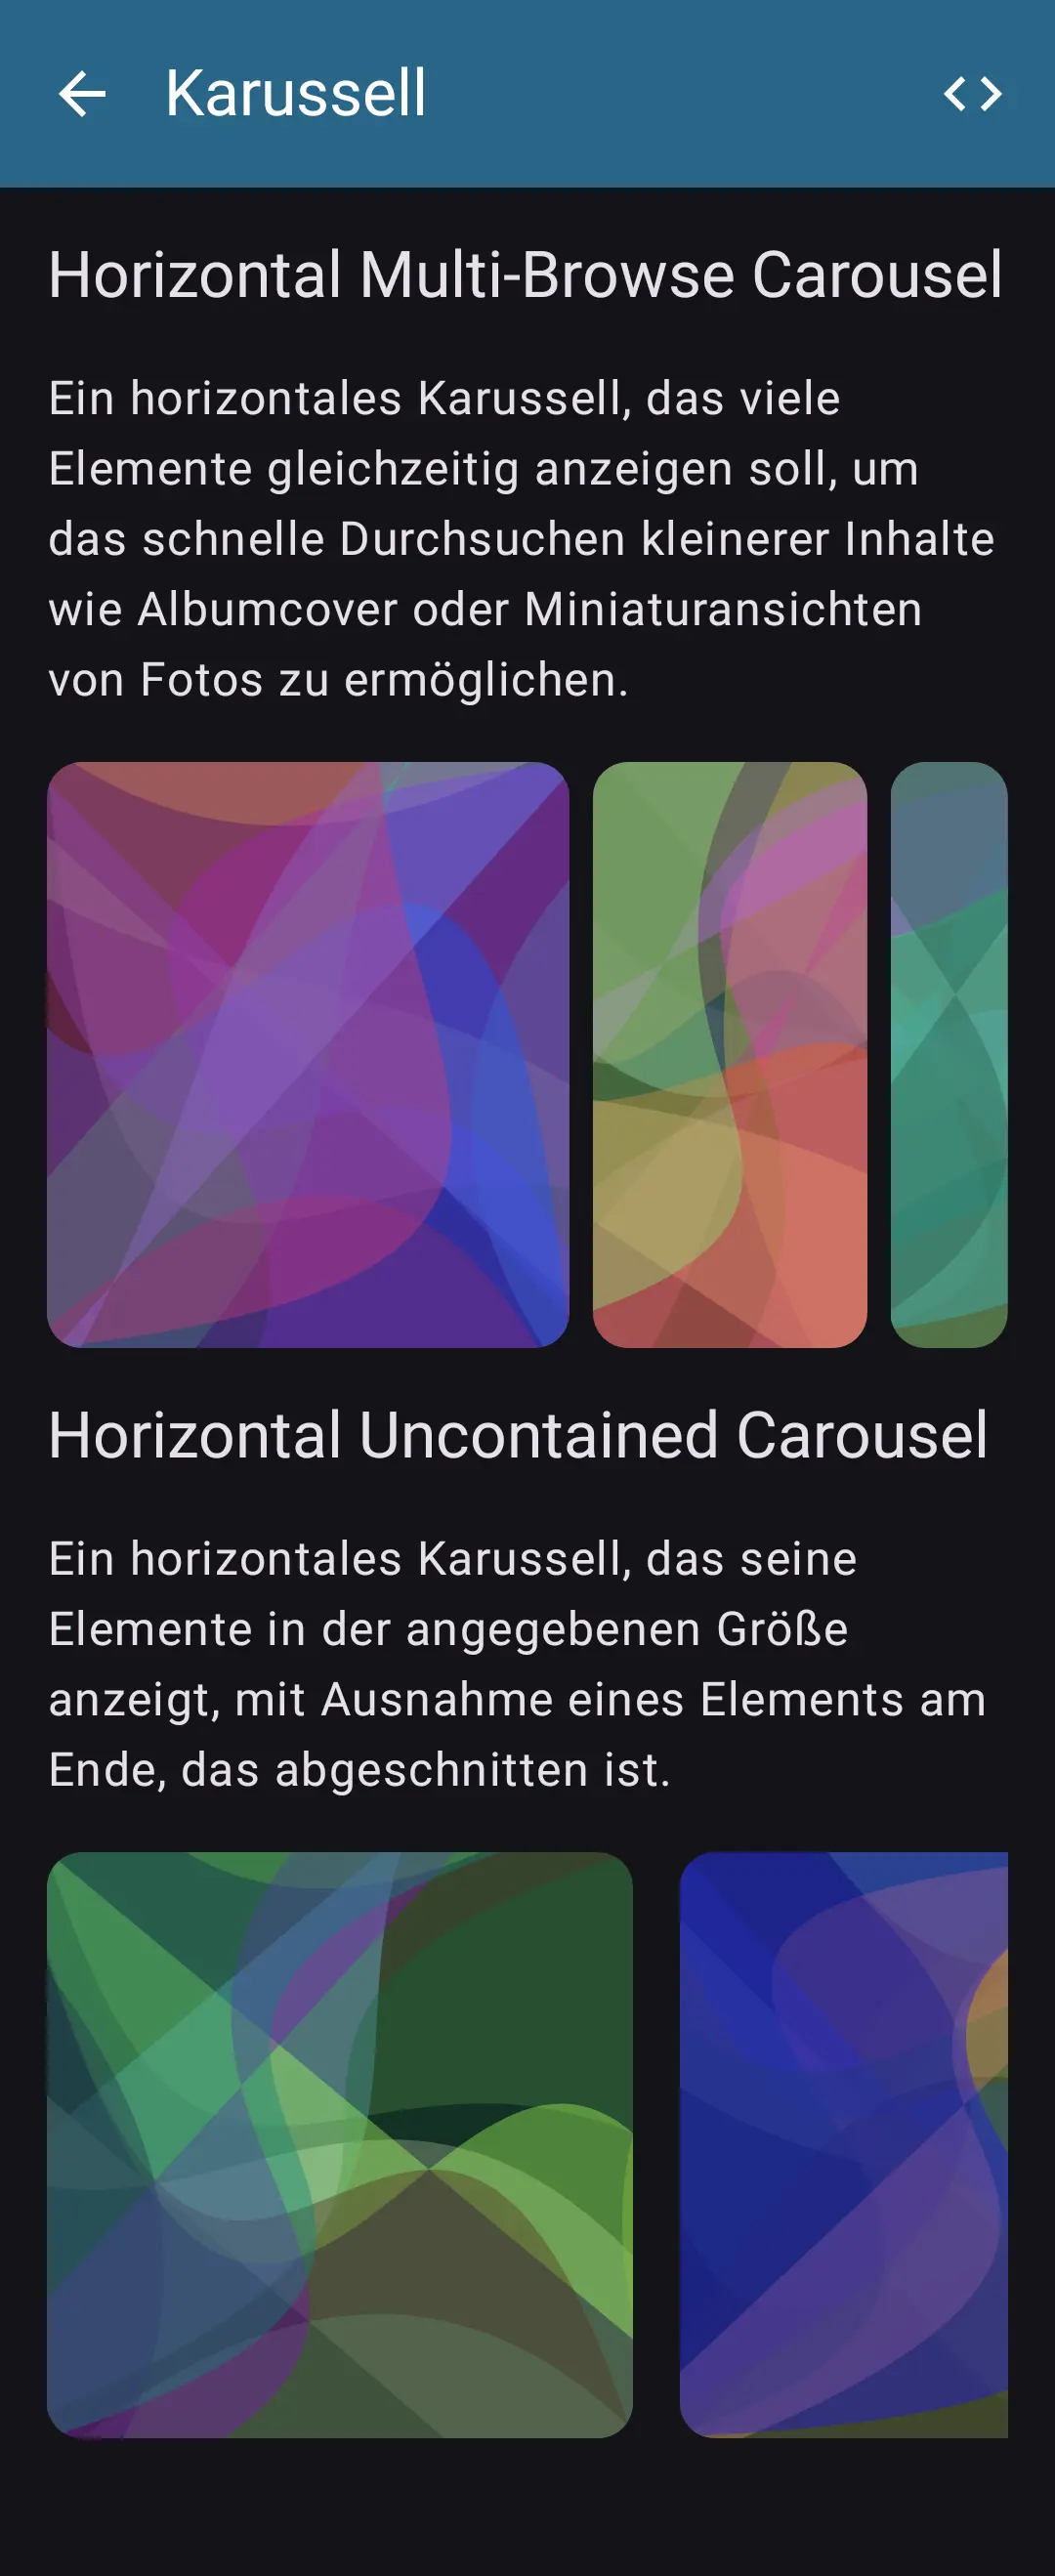 Karussell
Horizontal Multi-Browse Carousel
Ein horizontales Karussell, das viele
Elemente gleichzeitig anzeigen soll, um
das schnelle Durchsuchen kleinerer Inhalte
wie Albumcover oder Miniaturansichten
von Fotos zu ermöglichen.
Horizontal Uncontained Carousel
Ein horizontales Karussell, das seine
Elemente in der angegebenen Größe
anzeigt, mit Ausnahme eines Elements am
Ende, das abgeschnitten ist.